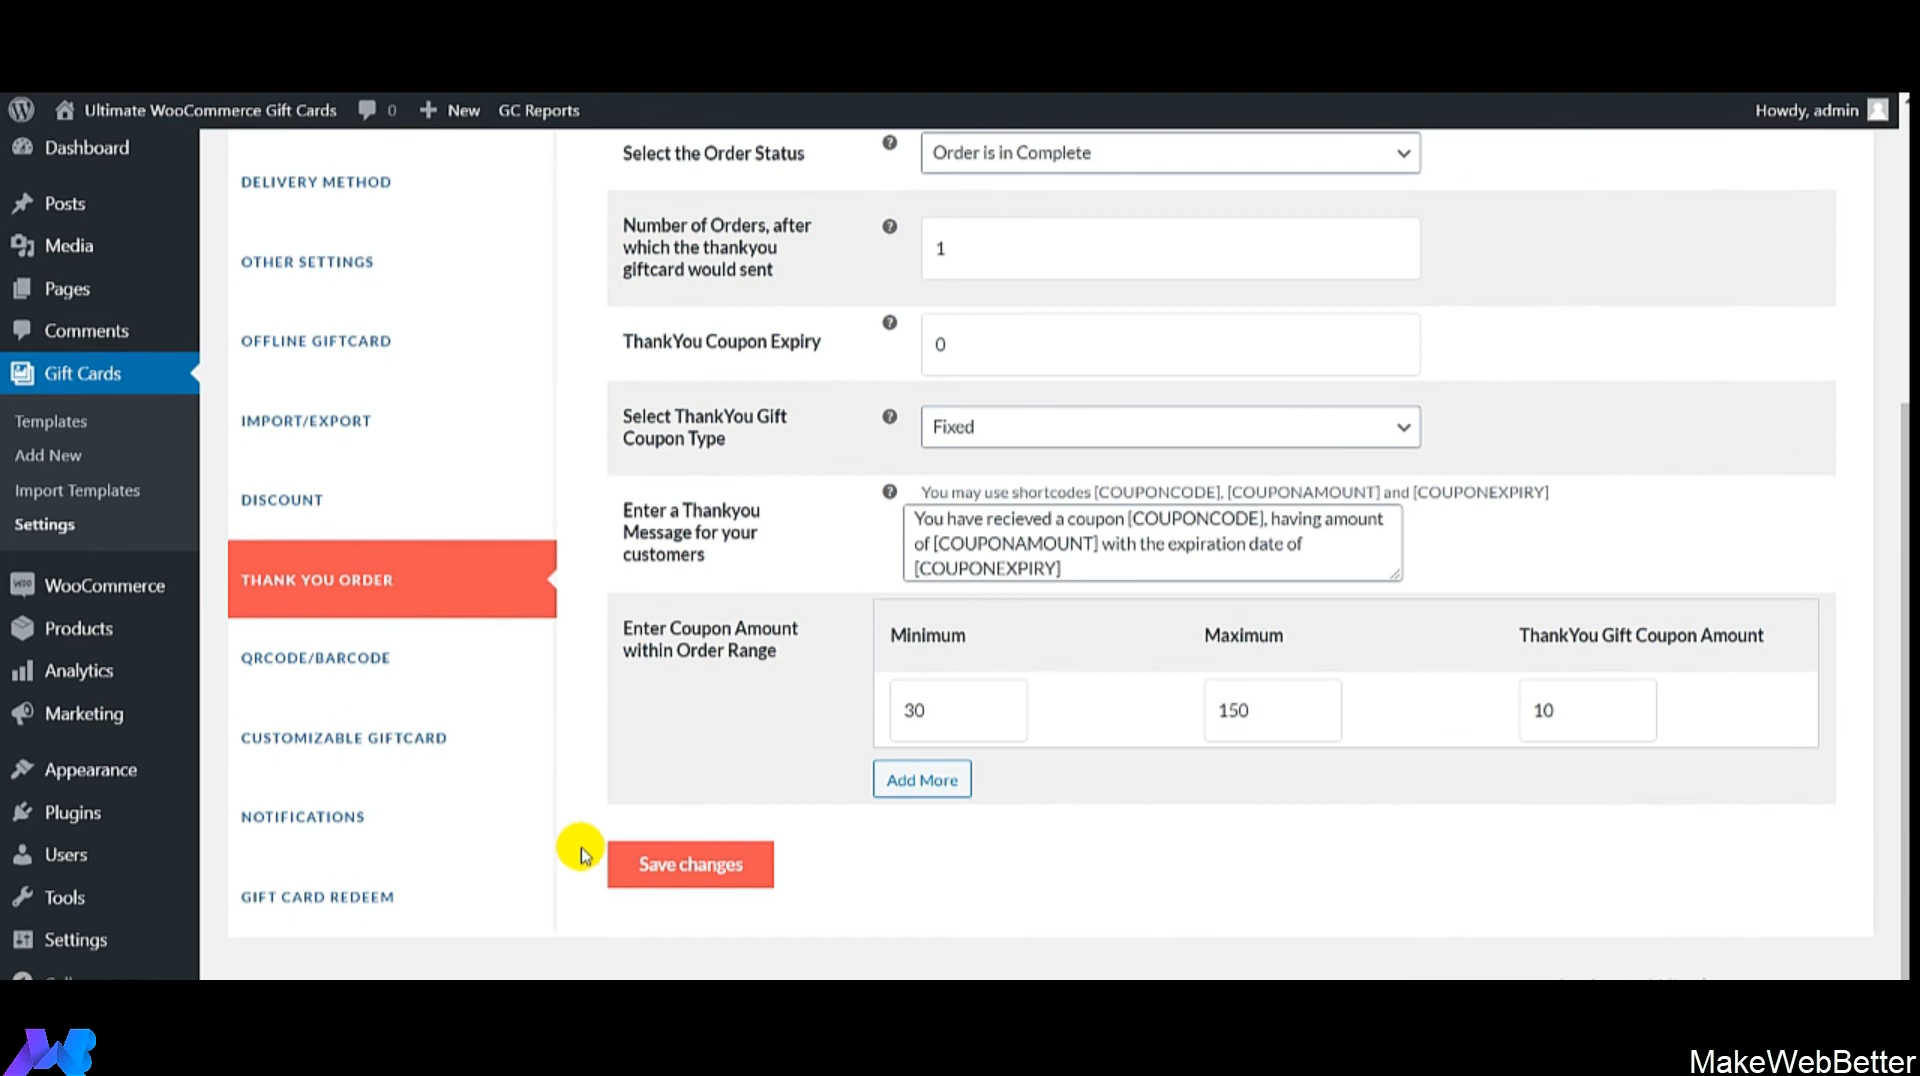 Ultimate WooCommerce Gift Cards 0 New GC Reports Howdy, admin
Dashboard
Posts
Media
Pages
Comments
Gift Cards
Templates
Add New
Import Templates
Settings
WooCommerce
Products
Analytics
Marketing
Appearance
Plugins
Users
Tools
Settings
DELIVERY METHOD
OTHER SETTINGS
OFFLINE GIFTCARD
IMPORT/EXPORT
DISCOUNT
THANK YOU ORDER
QRCODE/BARCODE
CUSTOMIZABLE GIFTCARD
NOTIFICATIONS
GIFT CARD REDEEM
Select the Order Status
Order is in Complete
Number of Orders, after
which the thankyou
giftcard would sent
1
ThankYou Coupon Expiry
0
Select ThankYou Gift
Coupon Type
Fixed
Enter a Thankyou
Message for your
customers
You may use shortcodes [COUPONCODE], [COUPONAMOUNT] and [COUPONEXPIRY]
You have recieved a coupon [COUPONCODE], having amount
of [COUPONAMOUNT] with the expiration date of
[COUPONEXPIRY]
Enter Coupon Amount
within Order Range
Minimum Maximum ThankYou Gift Coupon Amount
30 150 10
Add More
Save changes
MakeWebBetter